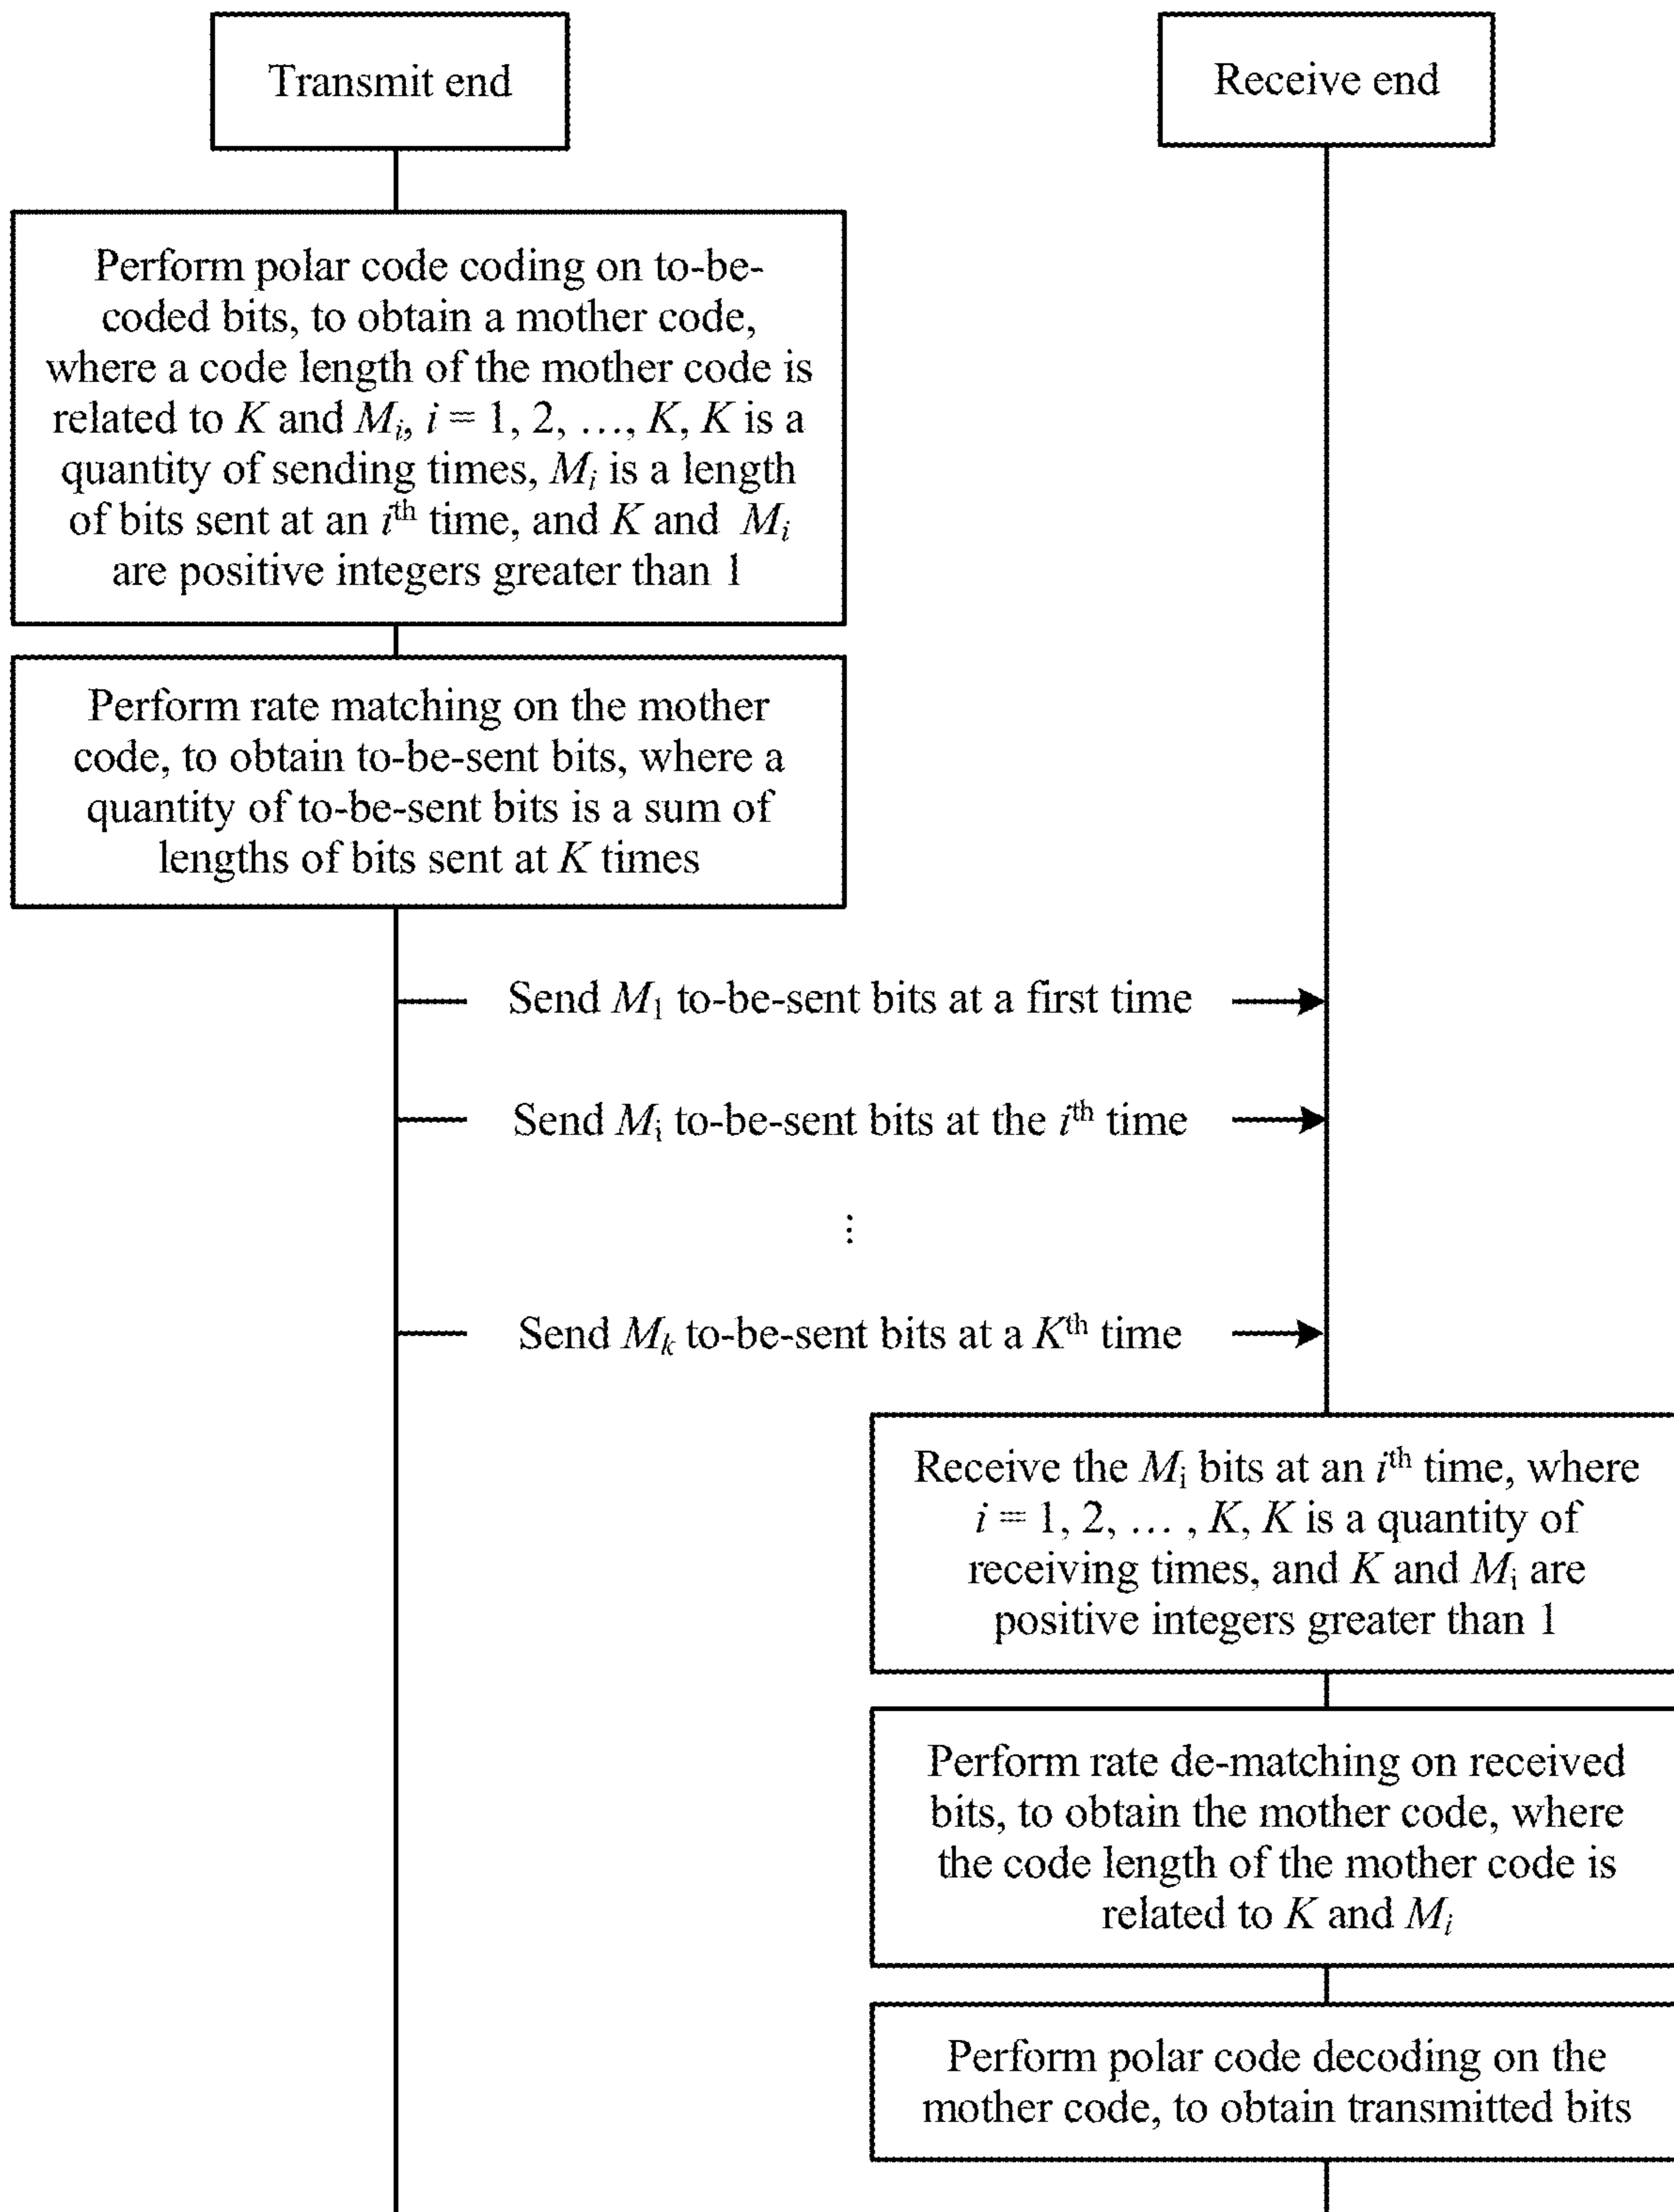 Transmit end
Receive end
Perform polar code coding on to-be-
coded bits, to obtain a mother code,
where a code length of the mother code is
related to K and Mᵢ, i = 1, 2, …, K, K is a
quantity of sending times, Mᵢ is a length
of bits sent at an iᵗʰ time, and K and Mᵢ
are positive integers greater than 1
Perform rate matching on the mother
code, to obtain to-be-sent bits, where a
quantity of to-be-sent bits is a sum of
lengths of bits sent at K times
Send M₁ to-be-sent bits at a first time
Send Mᵢ to-be-sent bits at the iᵗʰ time
⋮
Send Mₖ to-be-sent bits at a Kᵗʰ time
Receive the Mᵢ bits at an iᵗʰ time, where
i = 1, 2, … , K, K is a quantity of
receiving times, and K and Mᵢ are
positive integers greater than 1
Perform rate de-matching on received
bits, to obtain the mother code, where
the code length of the mother code is
related to K and Mᵢ
Perform polar code decoding on the
mother code, to obtain transmitted bits